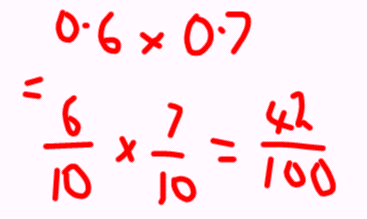 0.6 × 0.7
= 6/10 × 7/10 = 42/100